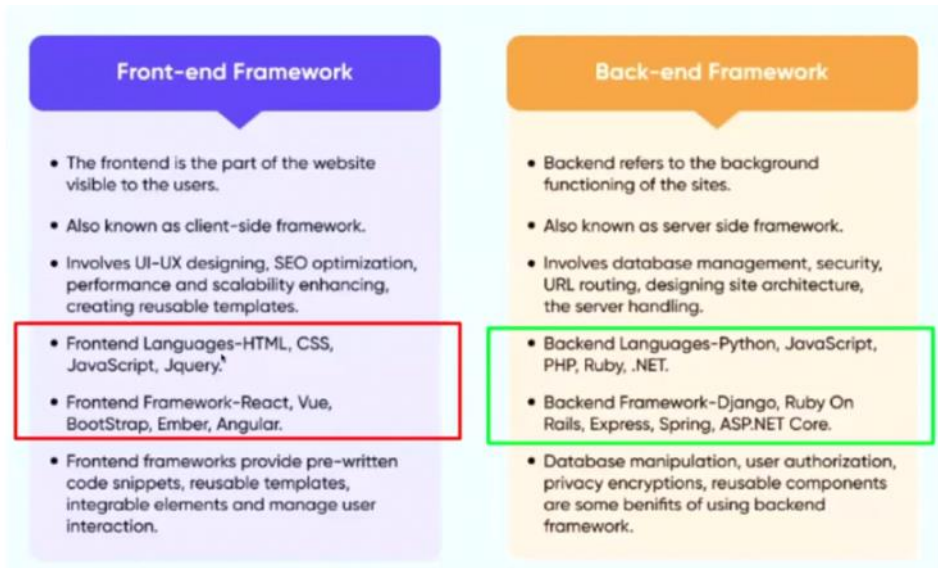 Front-end Framework
• The frontend is the part of the website
visible to the users.
• Also known as client-side framework.
• Involves UI-UX designing, SEO optimization,
performance and scalability enhancing,
creating reusable templates.
• Frontend Languages-HTML, CSS,
JavaScript, Jquery.
• Frontend Framework-React, Vue,
BootStrap, Ember, Angular.
• Frontend frameworks provide pre-written
code snippets, reusable templates,
integrable elements and manage user
interaction.
Back-end Framework
• Backend refers to the background
functioning of the sites.
• Also known as server side framework.
• Involves database management, security,
URL routing, designing site architecture,
the server handling.
• Backend Languages-Python, JavaScript,
PHP, Ruby, .NET.
• Backend Framework-Django, Ruby On
Rails, Express, Spring, ASP.NET Core.
• Database manipulation, user authorization,
privacy encryptions, reusable components
are some benifits of using backend
framework.